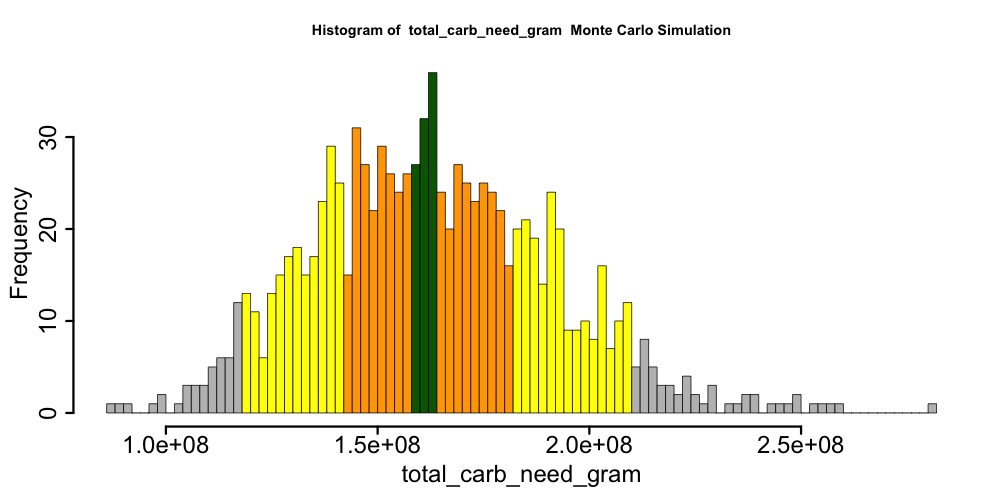 Histogram of  total_carb_need_gram  Monte Carlo Simulation
30
20
10
0
Frequency
1.0e+08 1.5e+08 2.0e+08 2.5e+08
total_carb_need_gram